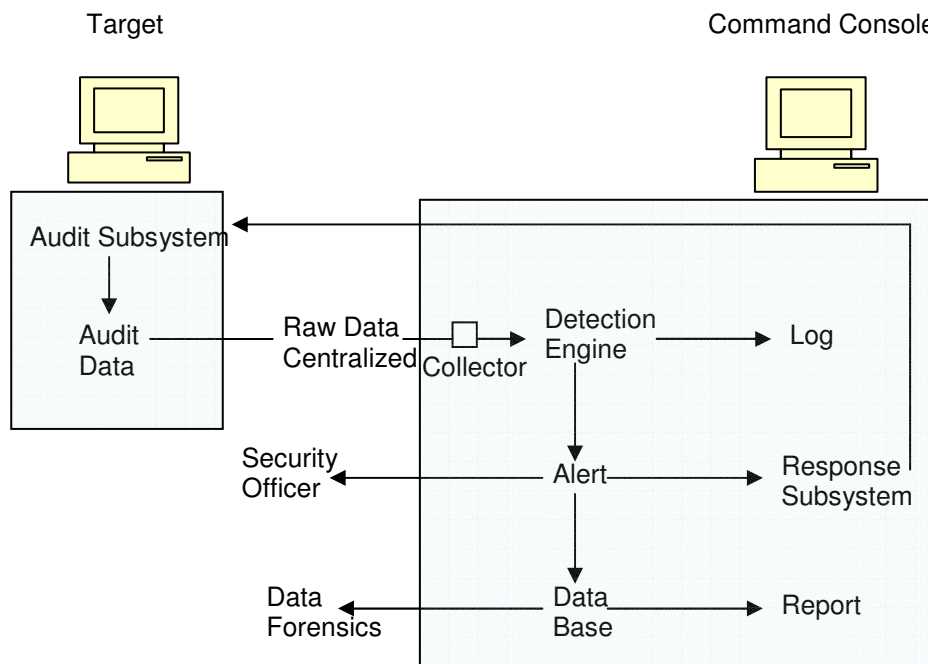 Target
Command Console
Audit Subsystem
Audit
Data
Raw Data
Centralized
Collector
Detection
Engine
Log
Security
Officer
Alert
Response
Subsystem
Data
Forensics
Data
Base
Report